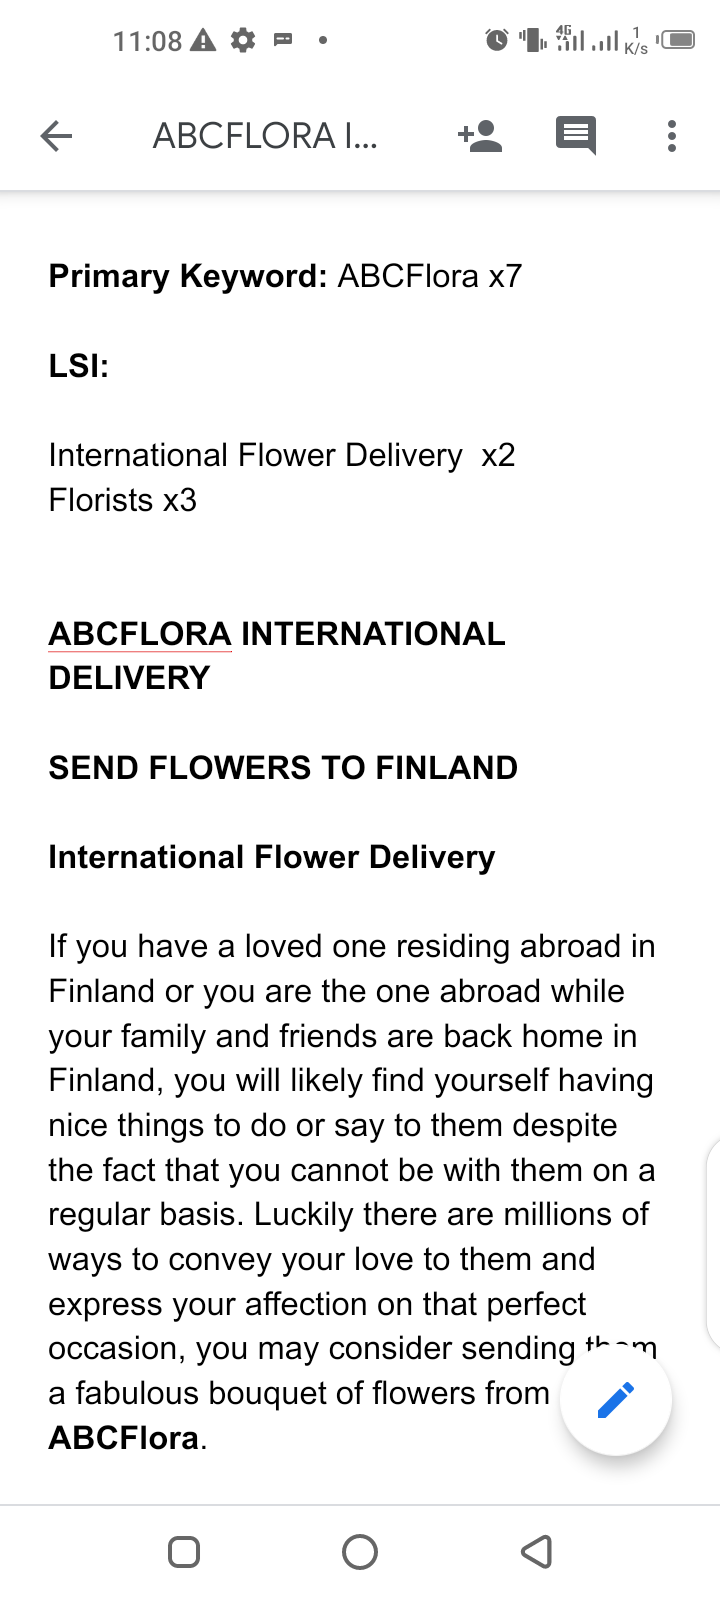 11:08
4G
1
K/s
ABCFLORA I...
Primary Keyword: ABCFlora x7
LSI:
International Flower Delivery  x2
Florists x3
ABCFLORA INTERNATIONAL
DELIVERY
SEND FLOWERS TO FINLAND
International Flower Delivery
If you have a loved one residing abroad in
Finland or you are the one abroad while
your family and friends are back home in
Finland, you will likely find yourself having
nice things to do or say to them despite
the fact that you cannot be with them on a
regular basis. Luckily there are millions of
ways to convey your love to them and
express your affection on that perfect
occasion, you may consider sending them
a fabulous bouquet of flowers from
ABCFlora.